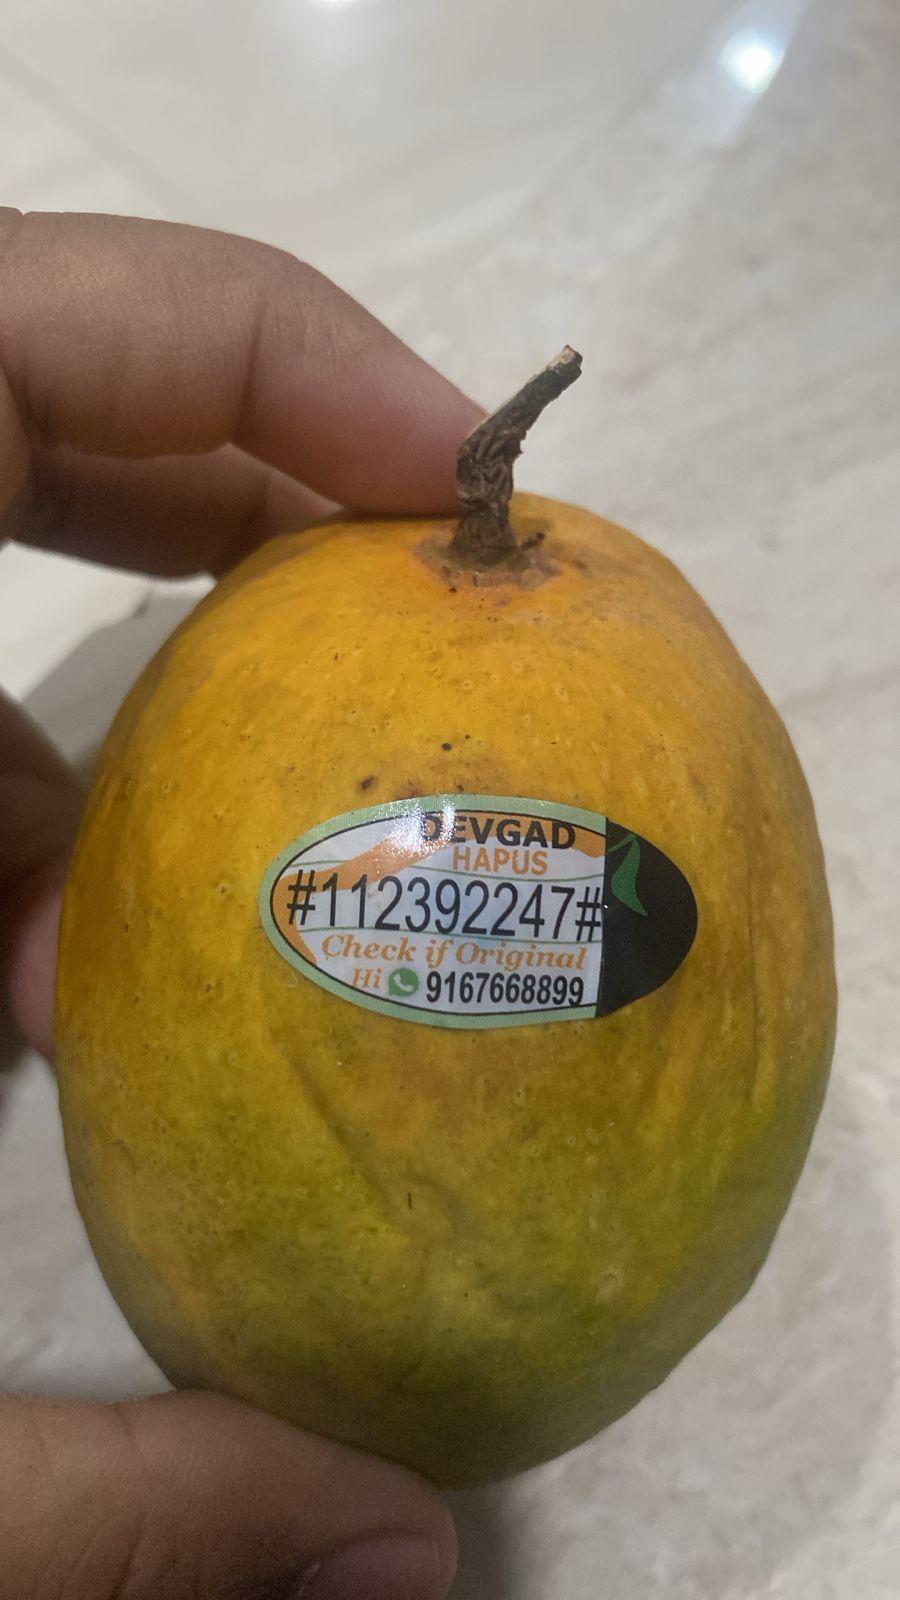 DEVGAD
HAPUS
#112392247#
Check if Original
Hi 9167668899